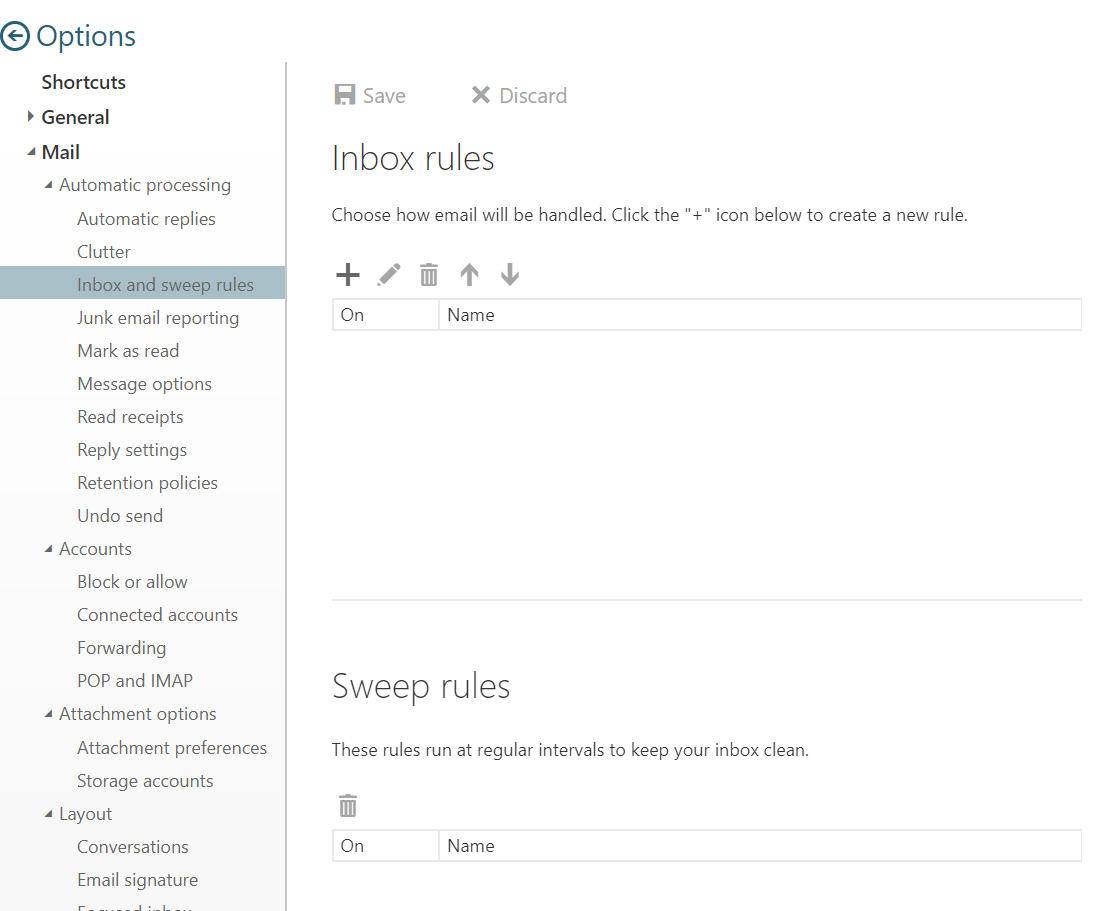 Options
Shortcuts
General
Mail
Automatic processing
Automatic replies
Clutter
Inbox and sweep rules
Junk email reporting
Mark as read
Message options
Read receipts
Reply settings
Retention policies
Undo send
Accounts
Block or allow
Connected accounts
Forwarding
POP and IMAP
Attachment options
Attachment preferences
Storage accounts
Layout
Conversations
Email signature
Focused inbox
Save Discard
Inbox rules
Choose how email will be handled. Click the "+" icon below to create a new rule.
On Name
Sweep rules
These rules run at regular intervals to keep your inbox clean.
On Name